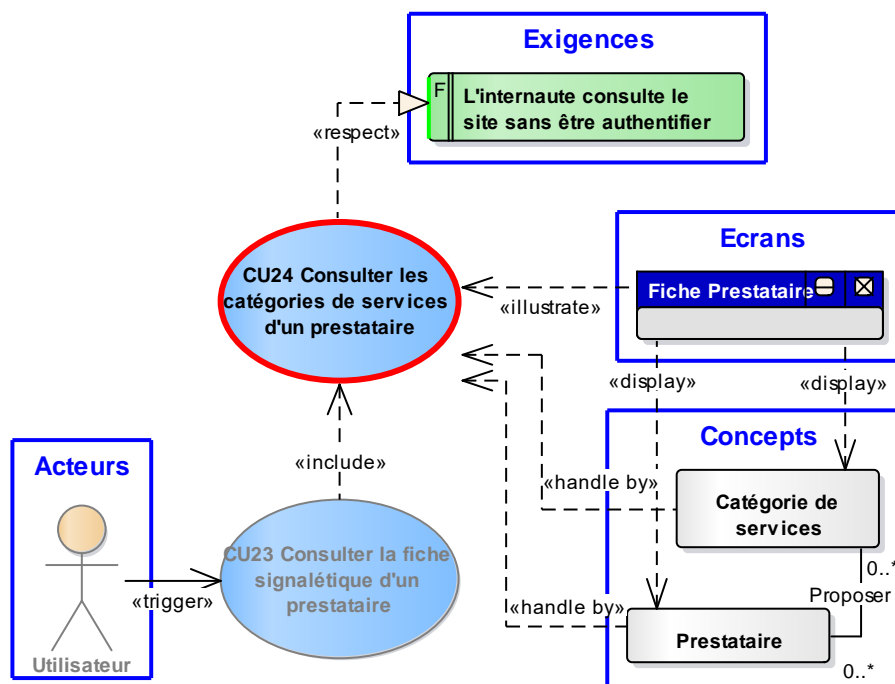 Exigences
F
L'internaute consulte le
site sans être authentifier
«respect»
CU24 Consulter les
catégories de services
d'un prestataire
«illustrate»
Ecrans
Fiche Prestataire
«display»
«display»
Concepts
«include»
«handle by»
Catégorie de
services
Acteurs
CU23 Consulter la fiche
signalétique d'un
prestataire
«trigger»
Utilisateur
«handle by»
0..*
Proposer
Prestataire
0..*